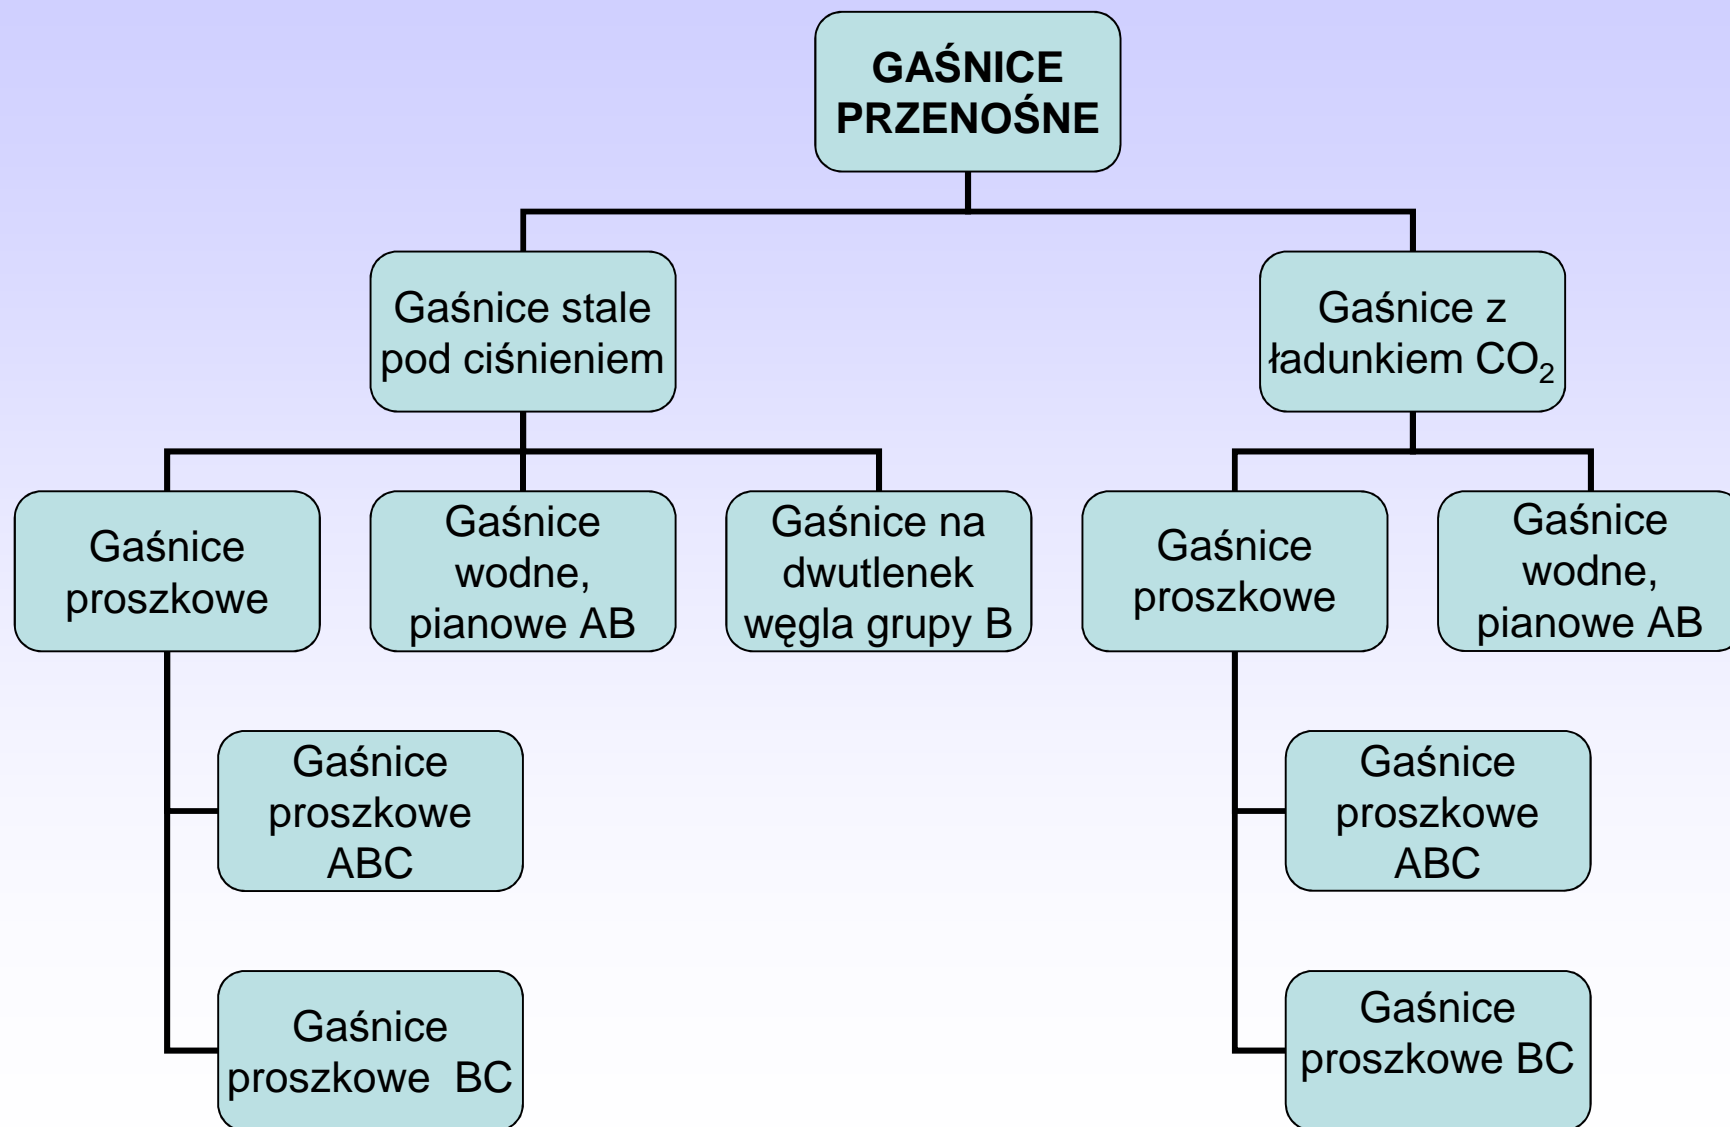 GAŚNICE
PRZENOŚNE
Gaśnice stale
pod ciśnieniem
Gaśnice z
ładunkiem CO₂
Gaśnice
proszkowe
Gaśnice
wodne,
pianowe AB
Gaśnice na
dwutlenek
węgla grupy B
Gaśnice
proszkowe
Gaśnice
wodne,
pianowe AB
Gaśnice
proszkowe
ABC
Gaśnice
proszkowe
ABC
Gaśnice
proszkowe  BC
Gaśnice
proszkowe BC